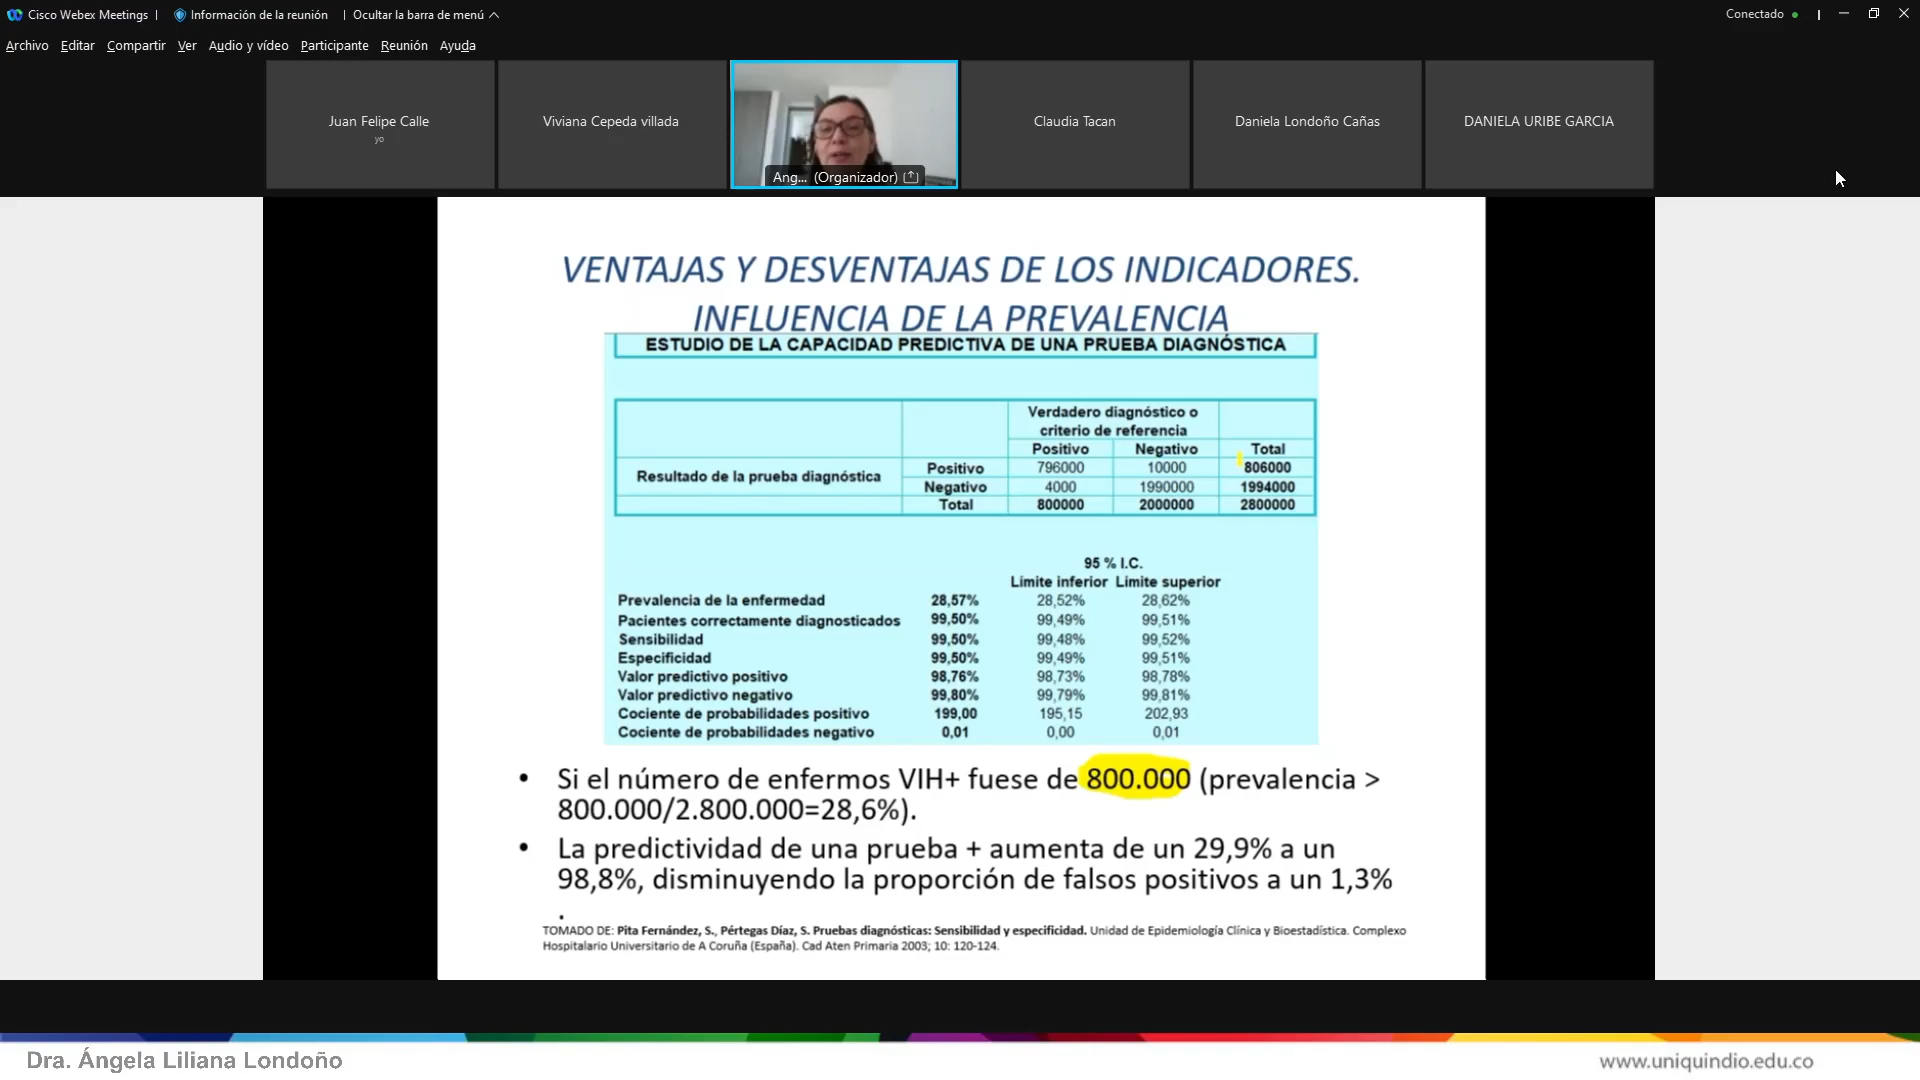 Cisco Webex Meetings | Información de la reunión | Ocultar la barra de menú
Conectado
Archivo Editar Compartir Ver Audio y vídeo Participante Reunión Ayuda
Juan Felipe Calle
yo
Viviana Cepeda villada
Ang... (Organizador)
Claudia Tacan
Daniela Londoño Cañas
DANIELA URIBE GARCIA
VENTAJAS Y DESVENTAJAS DE LOS INDICADORES.
INFLUENCIA DE LA PREVALENCIA
ESTUDIO DE LA CAPACIDAD PREDICTIVA DE UNA PRUEBA DIAGNÓSTICA
Verdadero diagnóstico o
criterio de referencia
Positivo Negativo Total
Resultado de la prueba diagnóstica
Positivo 796000 10000 806000
Negativo 4000 1990000 1994000
Total 800000 2000000 2800000
95 % I.C.
Límite inferior Límite superior
Prevalencia de la enfermedad 28,57% 28,52% 28,62%
Pacientes correctamente diagnosticados 99,50% 99,49% 99,51%
Sensibilidad 99,50% 99,48% 99,52%
Especificidad 99,50% 99,49% 99,51%
Valor predictivo positivo 98,76% 98,73% 98,78%
Valor predictivo negativo 99,80% 99,79% 99,81%
Cociente de probabilidades positivo 199,00 195,15 202,93
Cociente de probabilidades negativo 0,01 0,00 0,01
• Si el número de enfermos VIH+ fuese de 800.000 (prevalencia >
800.000/2.800.000=28,6%).
• La predictividad de una prueba + aumenta de un 29,9% a un
98,8%, disminuyendo la proporción de falsos positivos a un 1,3%
.
TOMADO DE: Pita Fernández, S., Pértegas Díaz, S. Pruebas diagnósticas: Sensibilidad y especificidad. Unidad de Epidemiología Clínica y Bioestadística. Complexo
Hospitalario Universitario de A Coruña (España). Cad Aten Primaria 2003; 10: 120-124.
Dra. Ángela Liliana Londoño
www.uniquindio.edu.co